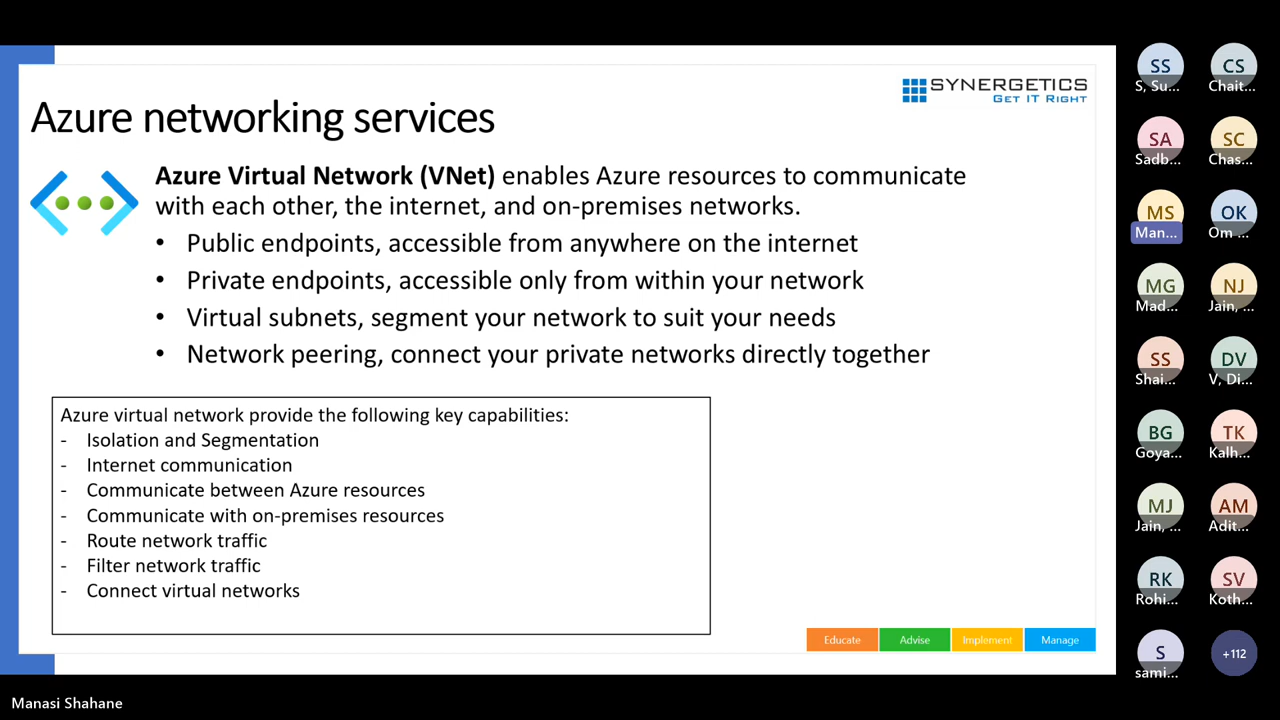 SYNERGETICS
GET IT RIGHT
Azure networking services
Azure Virtual Network (VNet) enables Azure resources to communicate
with each other, the internet, and on-premises networks.
• Public endpoints, accessible from anywhere on the internet
• Private endpoints, accessible only from within your network
• Virtual subnets, segment your network to suit your needs
• Network peering, connect your private networks directly together
Azure virtual network provide the following key capabilities:
- Isolation and Segmentation
- Internet communication
- Communicate between Azure resources
- Communicate with on-premises resources
- Route network traffic
- Filter network traffic
- Connect virtual networks
Educate Advise Implement Manage
SS CS
S, Su... Chait...
SA SC
Sadb... Chas...
MS OK
Man... Om ...
MG NJ
Mad... Jain, ...
SS DV
Shai... V, Di...
BG TK
Goya... Kalh...
MJ AM
Jain, ... Adit...
RK SV
Rohi... Koth...
S +112
sami...
Manasi Shahane